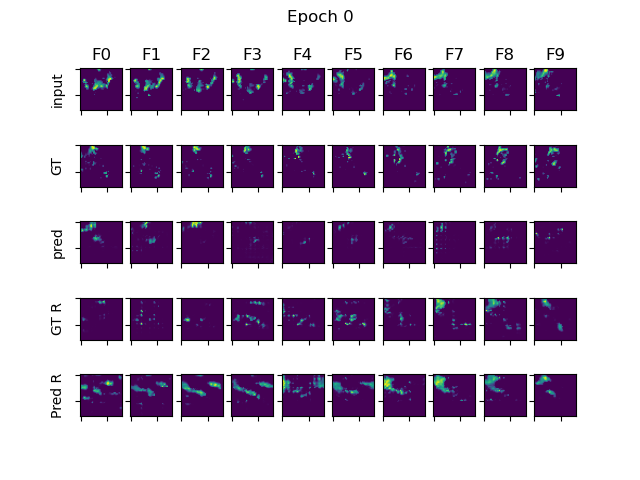 Epoch 0
F0 F1 F2 F3 F4 F5 F6 F7 F8 F9
input
GT
pred
GT R
Pred R